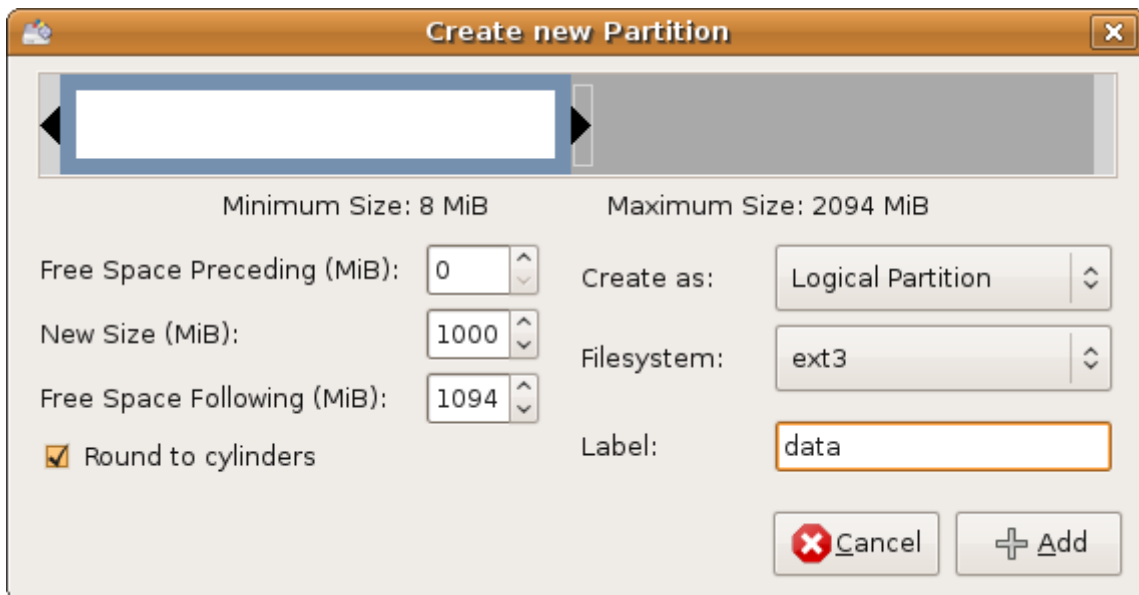 Create new Partition
Minimum Size: 8 MiB Maximum Size: 2094 MiB
Free Space Preceding (MiB): 0
New Size (MiB): 1000
Free Space Following (MiB): 1094
Round to cylinders
Create as: Logical Partition
Filesystem: ext3
Label: data
Cancel Add